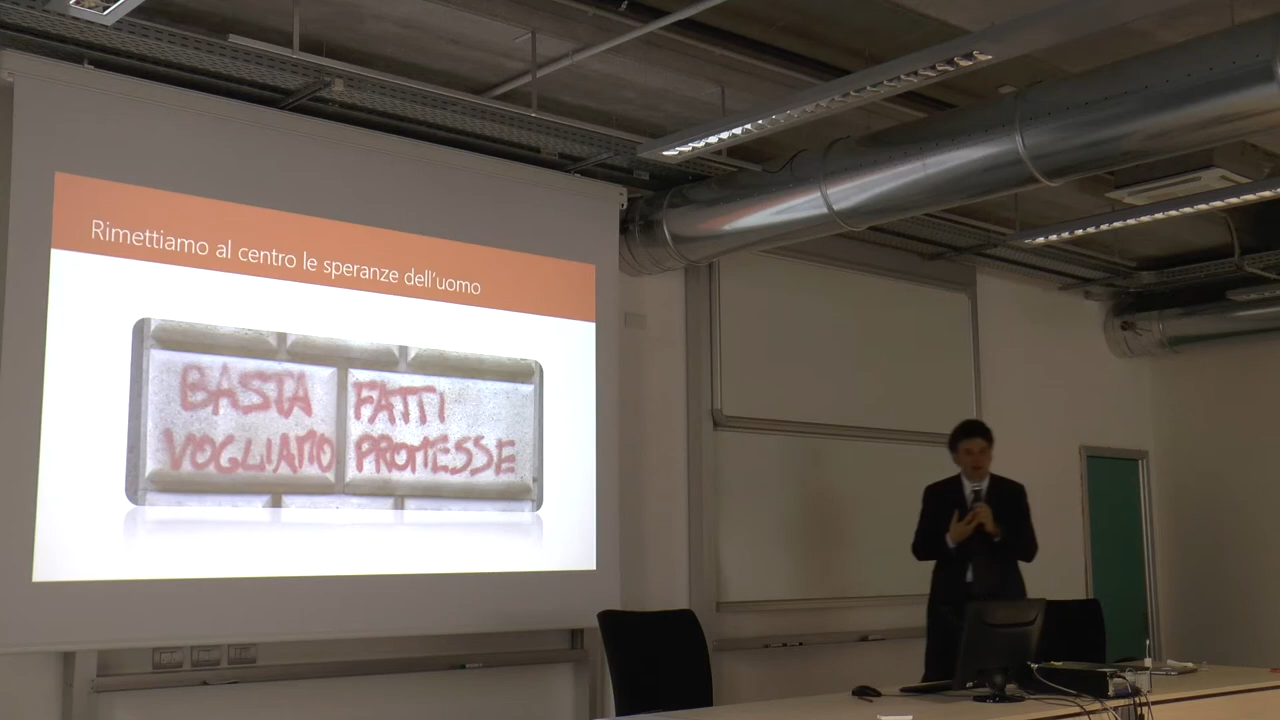 Rimettiamo al centro le speranze dell'uomo
BASTA FATTI
VOGLIAMO PROMESSE